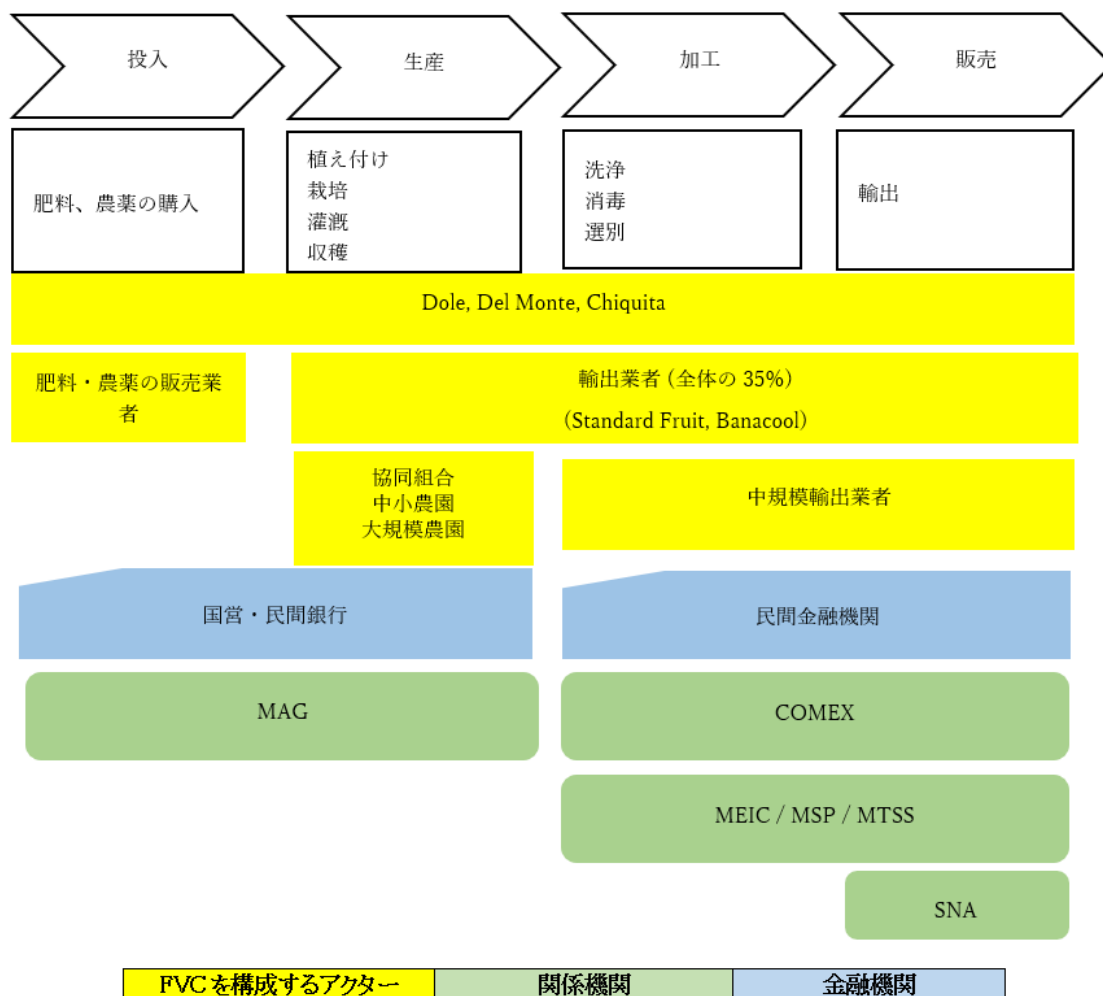 投入
生産
加工
販売
肥料、農薬の購入
植え付け
栽培
灌漑
収穫
洗浄
消毒
選別
輸出
Dole, Del Monte, Chiquita
肥料・農薬の販売業
者
輸出業者 (全体の 35%)
(Standard Fruit, Banacool)
協同組合
中小農園
大規模農園
中規模輸出業者
国営・民間銀行
民間金融機関
MAG
COMEX
MEIC / MSP / MTSS
SNA
FVCを構成するアクター
関係機関
金融機関